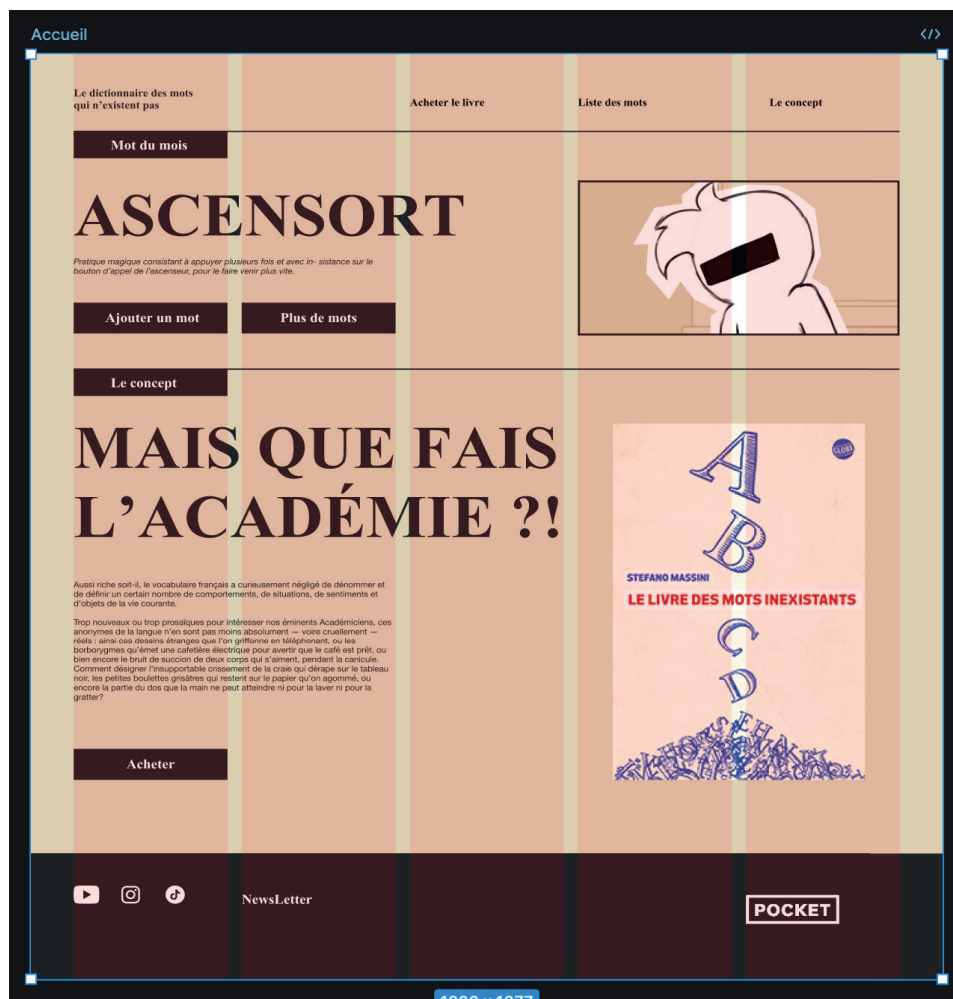 Accueil
</>
Le dictionnaire des mots
qui n'existent pas
Acheter le livre
Liste des mots
Le concept
Mot du mois
ASCENSORT
Pratique magique consistant à appuyer plusieurs fois et avec in- sistance sur le
bouton d'appel de l'ascenseur, pour le faire venir plus vite.
Ajouter un mot
Plus de mots
Le concept
MAIS QUE FAIS
L'ACADÉMIE ?!
Aussi riche soit-il, le vocabulaire français a curieusement négligé de dénommer et
de définir un certain nombre de comportements, de situations, de sentiments et
d'objets de la vie courante.
Trop nouveaux ou trop prosaïques pour intéresser nos éminents Académiciens, ces
anonymes de la langue n'en sont pas moins absolument — voire cruellement —
réels : ainsi ces dessins étranges que l'on griffonne en téléphonant, ou les
borborygmes qu'émet une cafetière électrique pour avertir que le café est prêt, ou
bien encore le bruit de succion de deux corps qui s'aiment, pendant la canicule.
Comment désigner l'insupportable crissement de la craie qui dérape sur le tableau
noir, les petites boulettes grisâtres qui restent sur le papier qu'on agommé, ou
encore la partie du dos que la main ne peut atteindre ni pour la laver ni pour la
gratter?
Acheter
A
GLOBE
B
STEFANO MASSINI
LE LIVRE DES MOTS INEXISTANTS
C
D
NewsLetter
POCKET